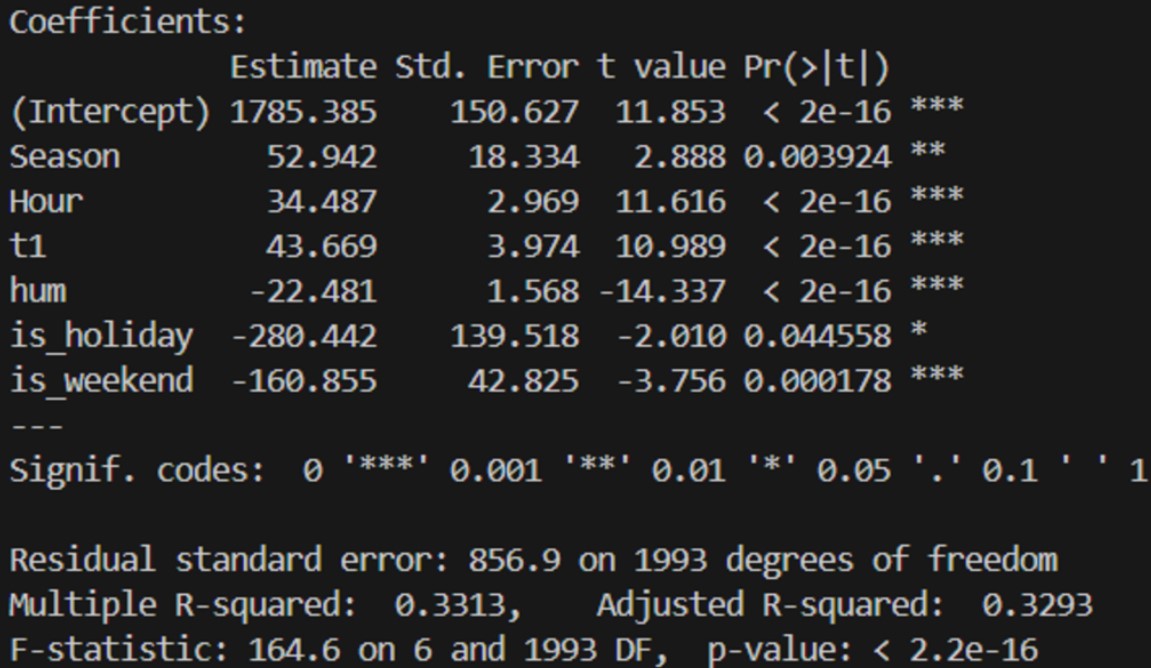 Coefficients:
Estimate Std. Error t value Pr(>|t|)
(Intercept) 1785.385 150.627 11.853 < 2e-16 ***
Season 52.942 18.334 2.888 0.003924 **
Hour 34.487 2.969 11.616 < 2e-16 ***
t1 43.669 3.974 10.989 < 2e-16 ***
hum -22.481 1.568 -14.337 < 2e-16 ***
is_holiday -280.442 139.518 -2.010 0.044558 *
is_weekend -160.855 42.825 -3.756 0.000178 ***
---
Signif. codes: 0 '***' 0.001 '**' 0.01 '*' 0.05 '.' 0.1 ' ' 1
Residual standard error: 856.9 on 1993 degrees of freedom
Multiple R-squared: 0.3313, Adjusted R-squared: 0.3293
F-statistic: 164.6 on 6 and 1993 DF, p-value: < 2.2e-16